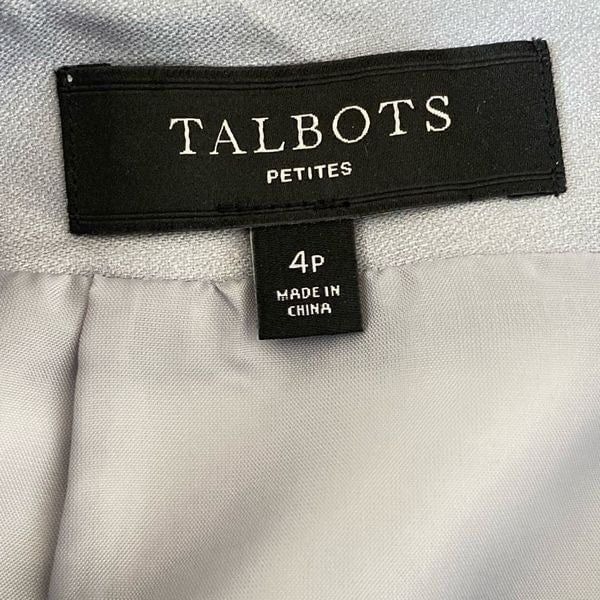 TALBOTS
PETITES
4P
MADE IN
CHINA